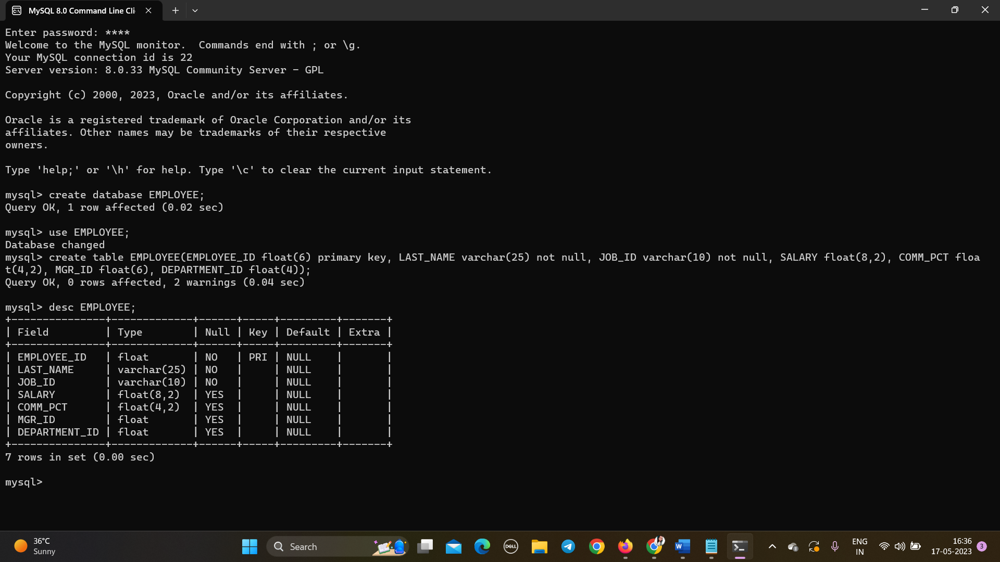 MySQL 8.0 Command Line Cli
Enter password: ****
Welcome to the MySQL monitor.  Commands end with ; or \g.
Your MySQL connection id is 22
Server version: 8.0.33 MySQL Community Server - GPL
Copyright (c) 2000, 2023, Oracle and/or its affiliates.
Oracle is a registered trademark of Oracle Corporation and/or its
affiliates. Other names may be trademarks of their respective
owners.
Type 'help;' or '\h' for help. Type '\c' to clear the current input statement.
mysql> create database EMPLOYEE;
Query OK, 1 row affected (0.02 sec)
mysql> use EMPLOYEE;
Database changed
mysql> create table EMPLOYEE(EMPLOYEE_ID float(6) primary key, LAST_NAME varchar(25) not null, JOB_ID varchar(10) not null, SALARY float(8,2), COMM_PCT floa
t(4,2), MGR_ID float(6), DEPARTMENT_ID float(4));
Query OK, 0 rows affected, 2 warnings (0.04 sec)
mysql> desc EMPLOYEE;
+---------------+-------------+------+-----+---------+-------+
| Field         | Type        | Null | Key | Default | Extra |
+---------------+-------------+------+-----+---------+-------+
| EMPLOYEE_ID   | float       | NO   | PRI | NULL    |       |
| LAST_NAME     | varchar(25) | NO   |     | NULL    |       |
| JOB_ID        | varchar(10) | NO   |     | NULL    |       |
| SALARY        | float(8,2)  | YES  |     | NULL    |       |
| COMM_PCT      | float(4,2)  | YES  |     | NULL    |       |
| MGR_ID        | float       | YES  |     | NULL    |       |
| DEPARTMENT_ID | float       | YES  |     | NULL    |       |
+---------------+-------------+------+-----+---------+-------+
7 rows in set (0.00 sec)
mysql>
36°C
Sunny
Search
DELL
W
ENG
IN
16:36
17-05-2023
3